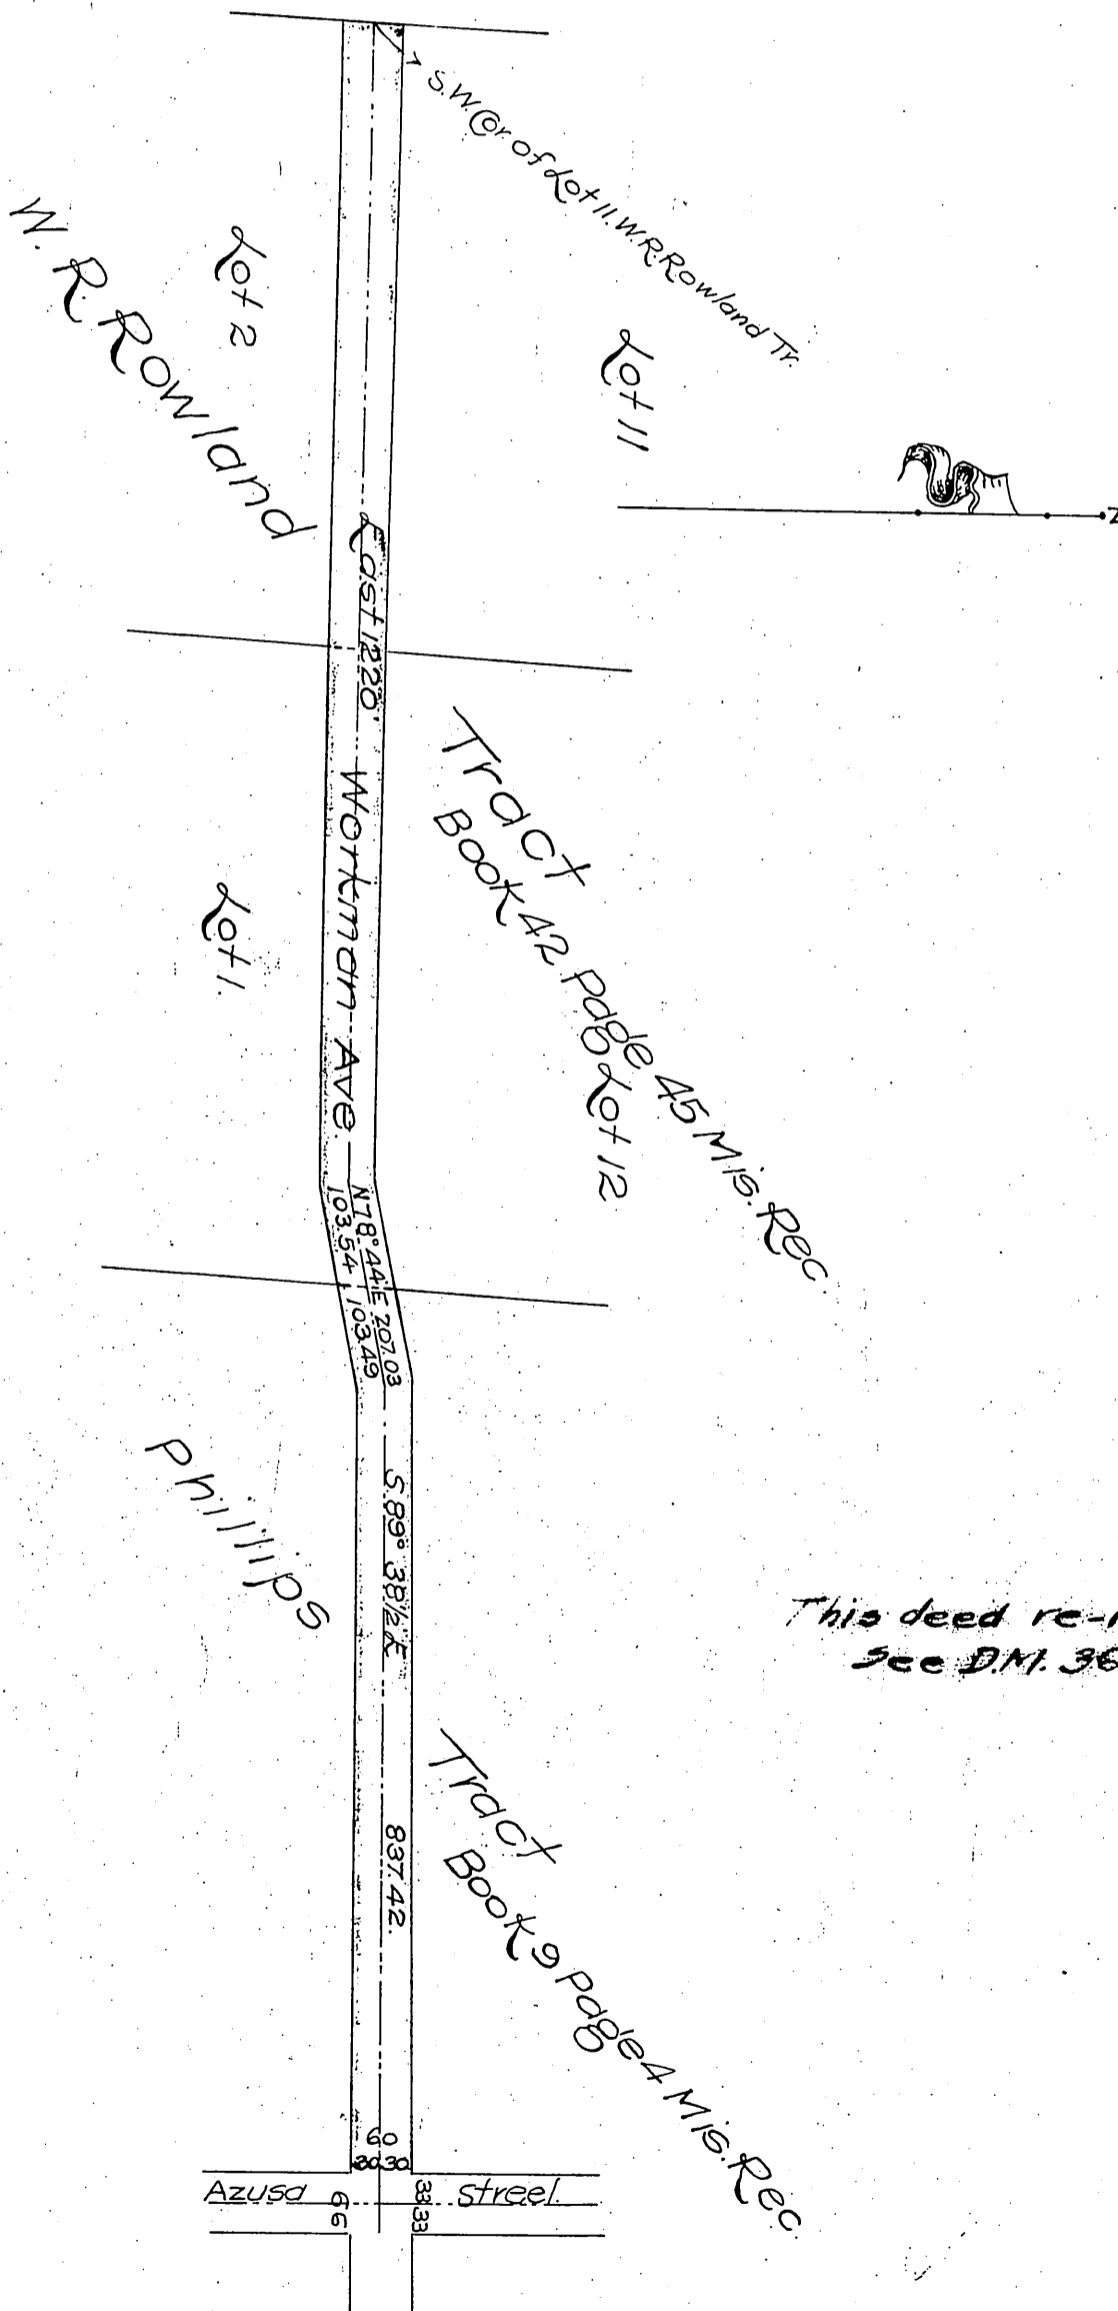 S.W. Cor. of Lot 11. W.R. Rowland Tr.
Lot 2
W. R. Rowland
Lot 11
East 1220'
Workman Ave.
Tract
Book 42 Page 45 Mis. Rec.
Lot 1.
Lot 12
N 78° 44' E 207.03
103.54 103.49
Phillips
S. 89° 38 1/2' E
837.42.
This deed re-
See D.M. 36
Tract
Book 9 Page 4 Mis. Rec.
60
30 30
Azusa Street.
66
33 33